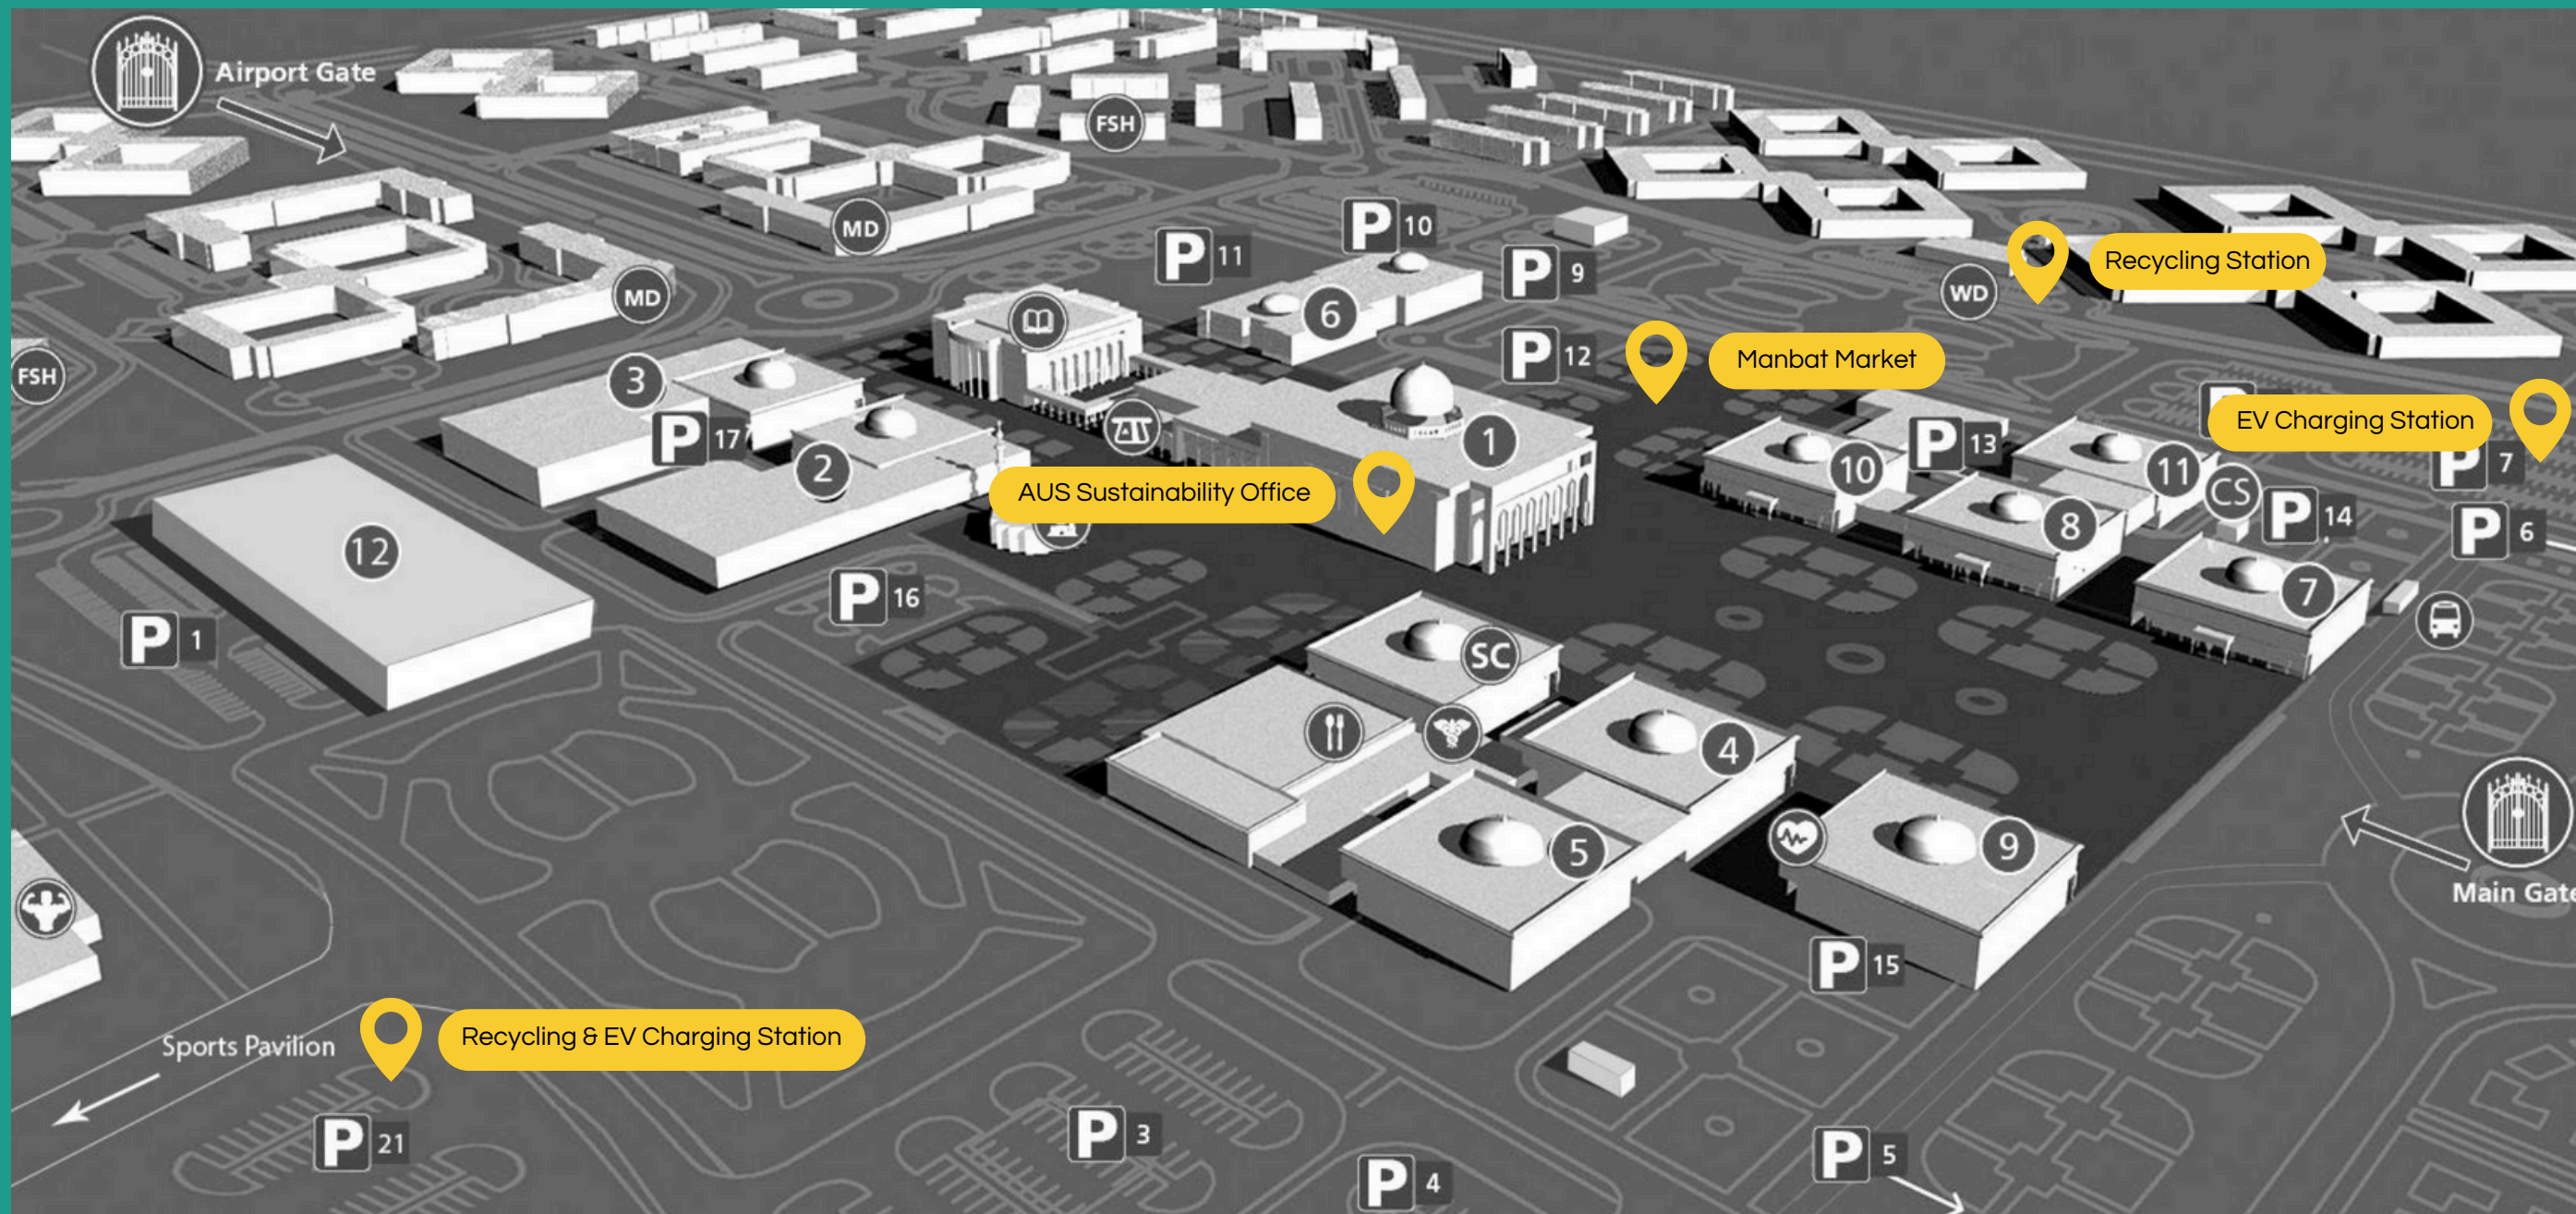 Airport Gate
FSH
MD
P 10
P 11
Recycling Station
P 9
WD
MD
6
P 12
Manbat Market
FSH
3
EV Charging Station
P 17
1
P 13
10
11
P 7
2
CS
AUS Sustainability Office
P 14
P 6
8
12
P 16
7
P 1
SC
4
5
9
Main Gate
P 15
Sports Pavilion
Recycling & EV Charging Station
P 21
P 3
P 5
P 4